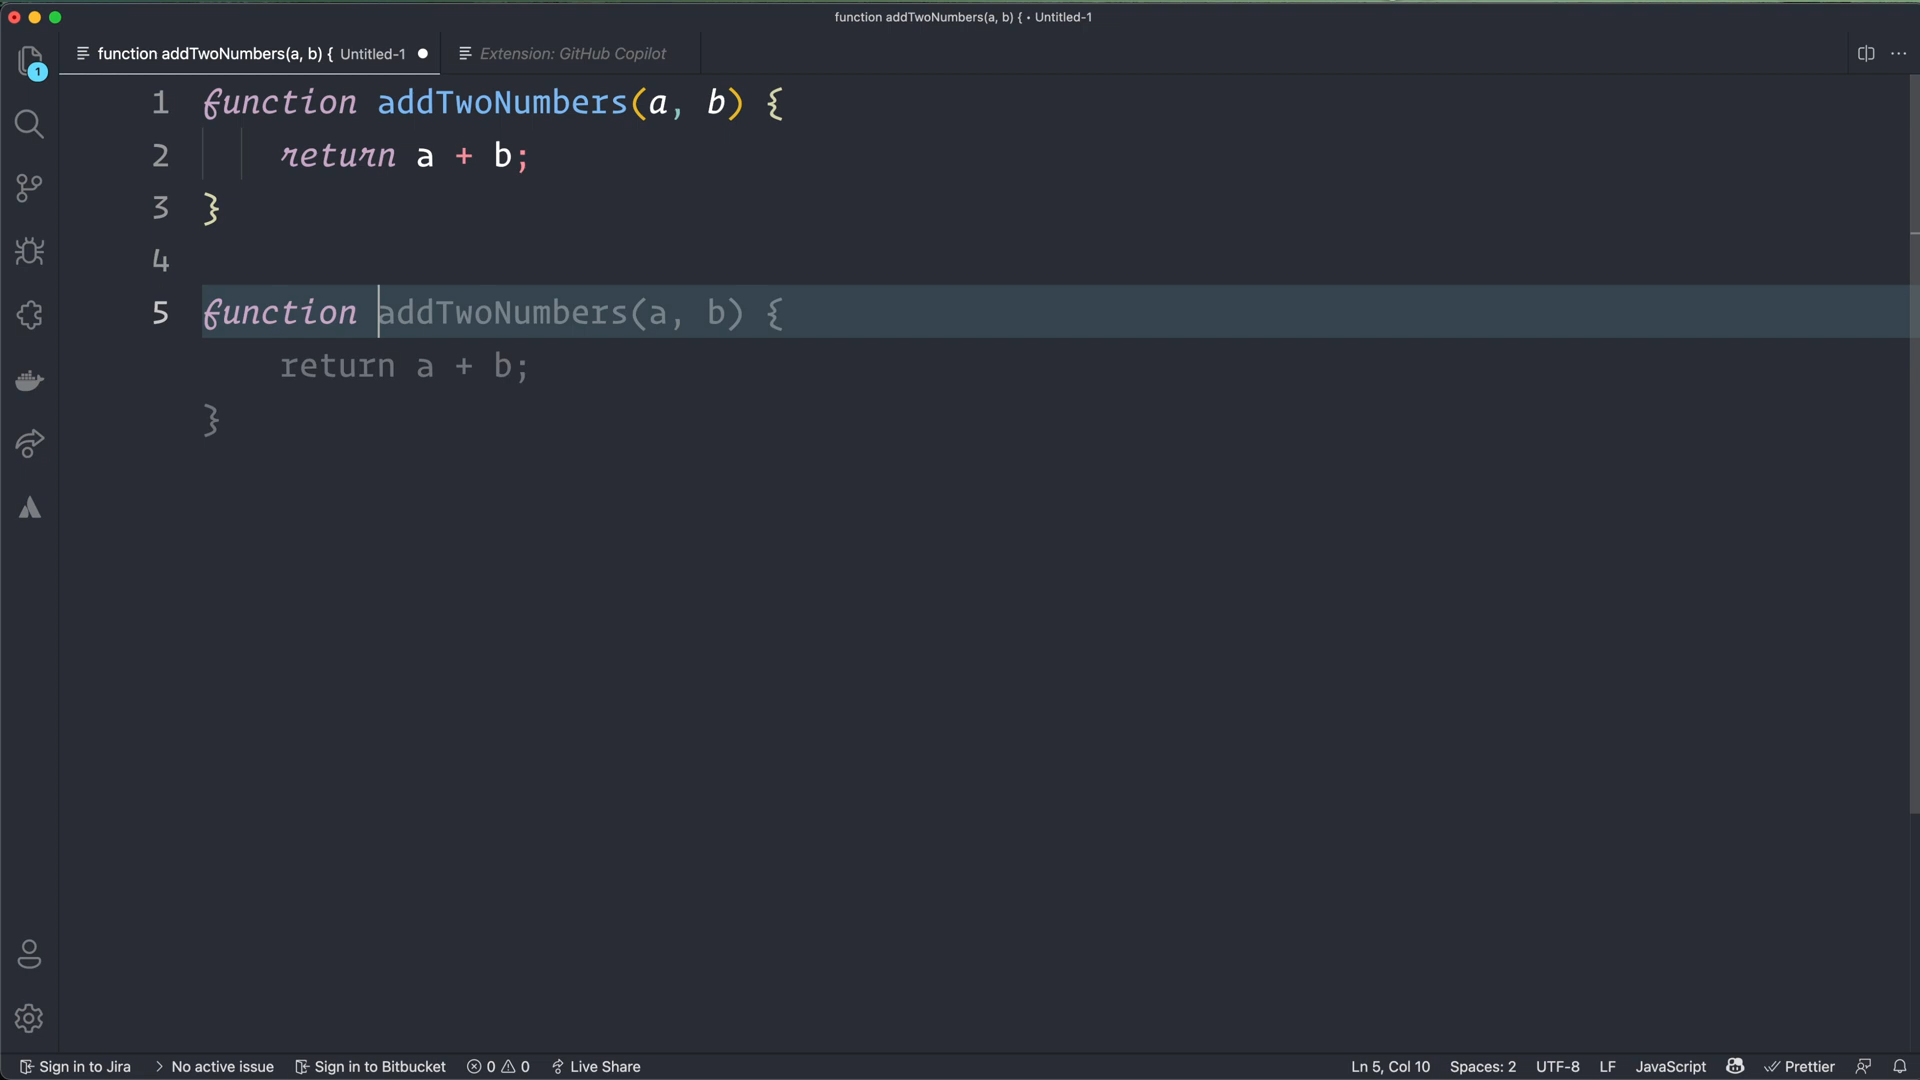 function addTwoNumbers(a, b) { • Untitled-1
function addTwoNumbers(a, b) { Untitled-1 ● Extension: GitHub Copilot
1
1 function addTwoNumbers(a, b) {
2 return a + b;
3 }
4
5 function addTwoNumbers(a, b) {
return a + b;
}
Sign in to Jira > No active issue Sign in to Bitbucket 0 0 Live Share Ln 5, Col 10 Spaces: 2 UTF-8 LF JavaScript Prettier